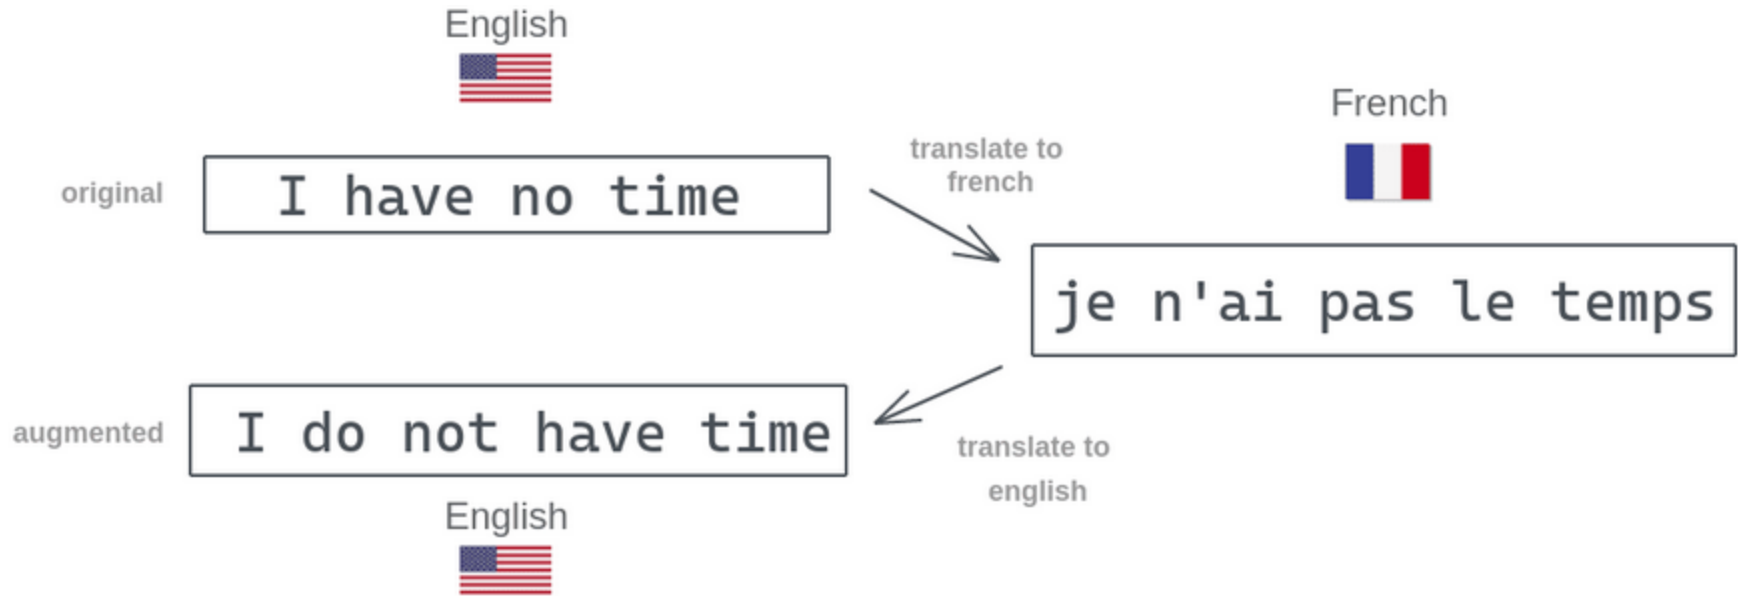 English
original
I have no time
translate to
french
French
je n'ai pas le temps
translate to
english
augmented
I do not have time
English